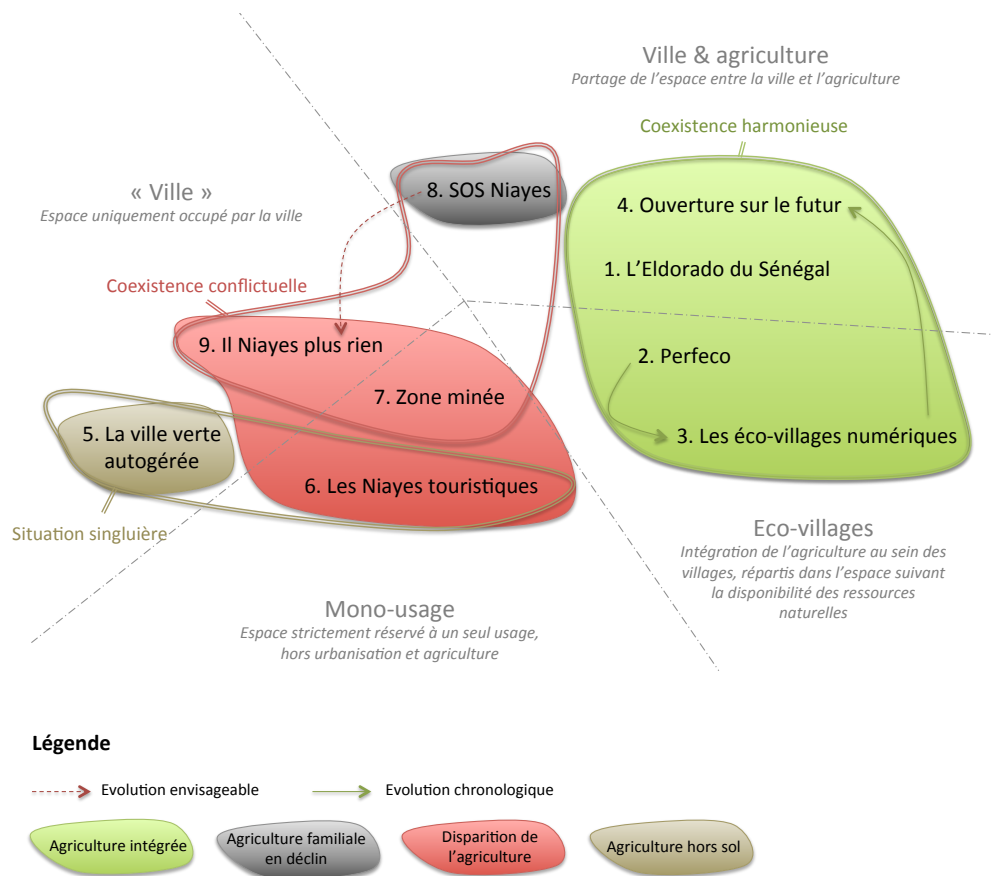 Ville & agriculture
Partage de l’espace entre la ville et l’agriculture
Coexistence harmonieuse
« Ville »
Espace uniquement occupé par la ville
8. SOS Niayes
4. Ouverture sur le futur
1. L’Eldorado du Sénégal
Coexistence conflictuelle
9. Il Niayes plus rien
2. Perfeco
7. Zone minée
5. La ville verte
autogérée
3. Les éco-villages numériques
6. Les Niayes touristiques
Situation singluière
Eco-villages
Intégration de l’agriculture au sein des
villages, répartis dans l’espace suivant
la disponibilité des ressources
naturelles
Mono-usage
Espace strictement réservé à un seul usage,
hors urbanisation et agriculture
Légende
Evolution envisageable
Evolution chronologique
Agriculture intégrée
Agriculture familiale
en déclin
Disparition de
l’agriculture
Agriculture hors sol